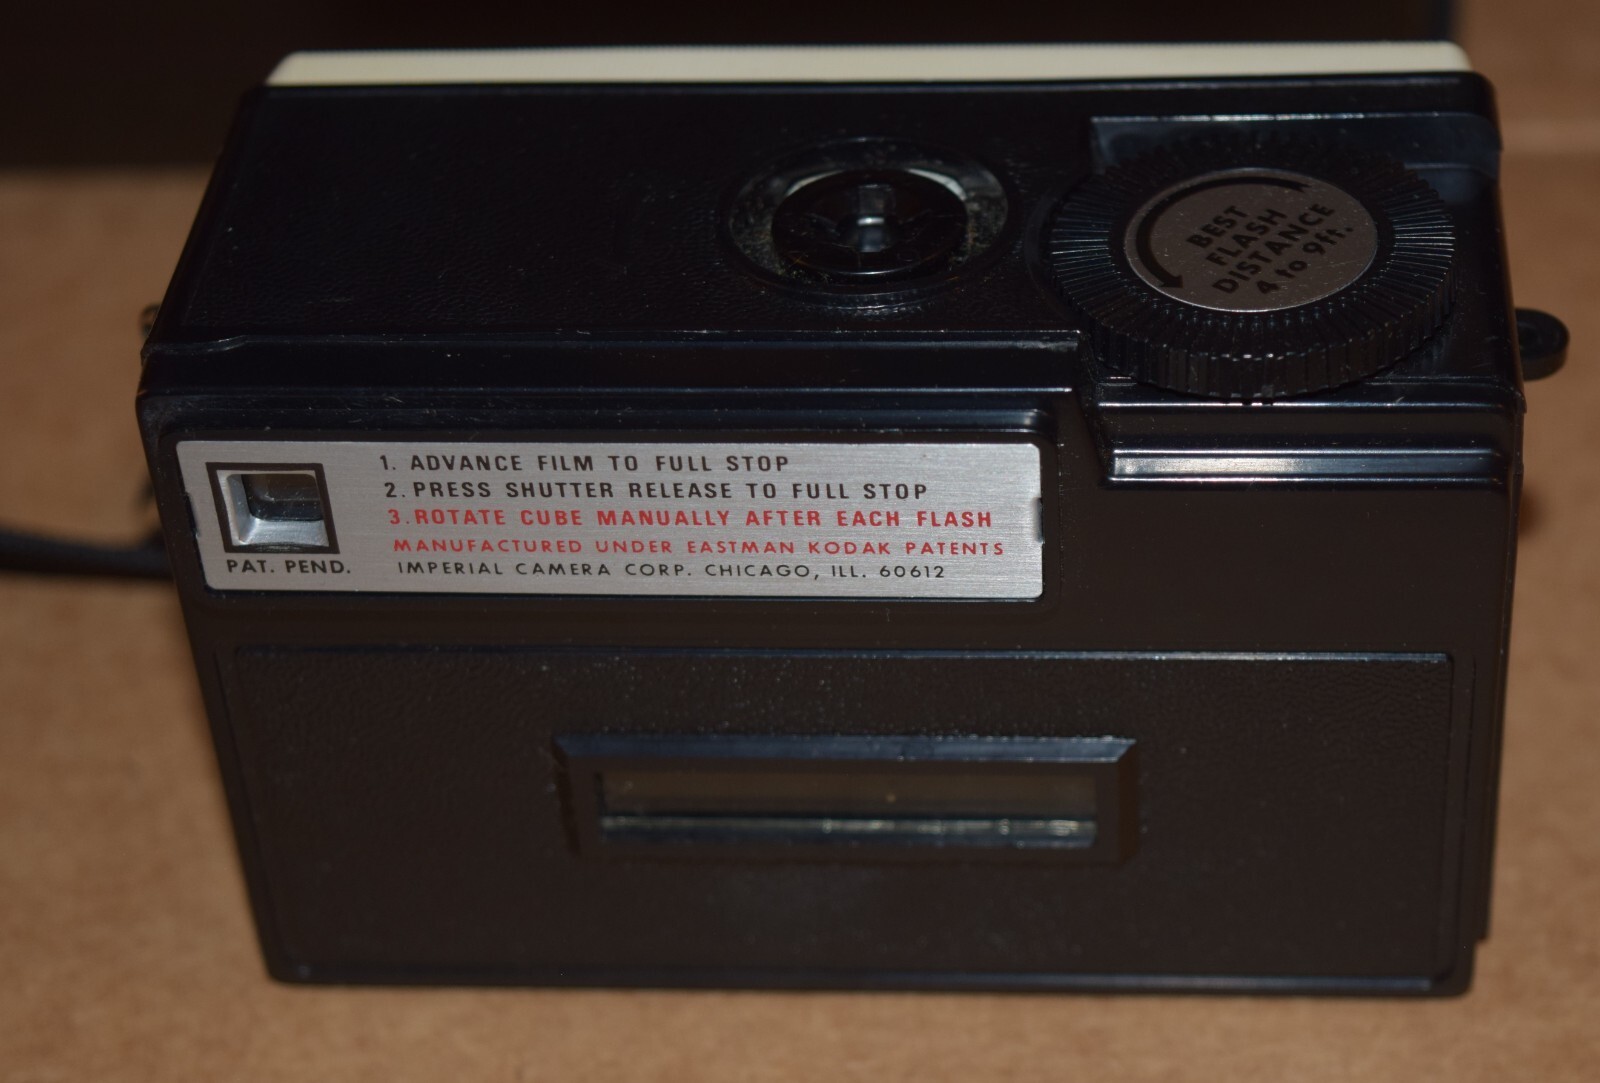 BEST
FLASH
DISTANCE
4 to 9ft.
1. ADVANCE FILM TO FULL STOP
2. PRESS SHUTTER RELEASE TO FULL STOP
3. ROTATE CUBE MANUALLY AFTER EACH FLASH
MANUFACTURED UNDER EASTMAN KODAK PATENTS
PAT. PEND. IMPERIAL CAMERA CORP. CHICAGO, ILL. 60612